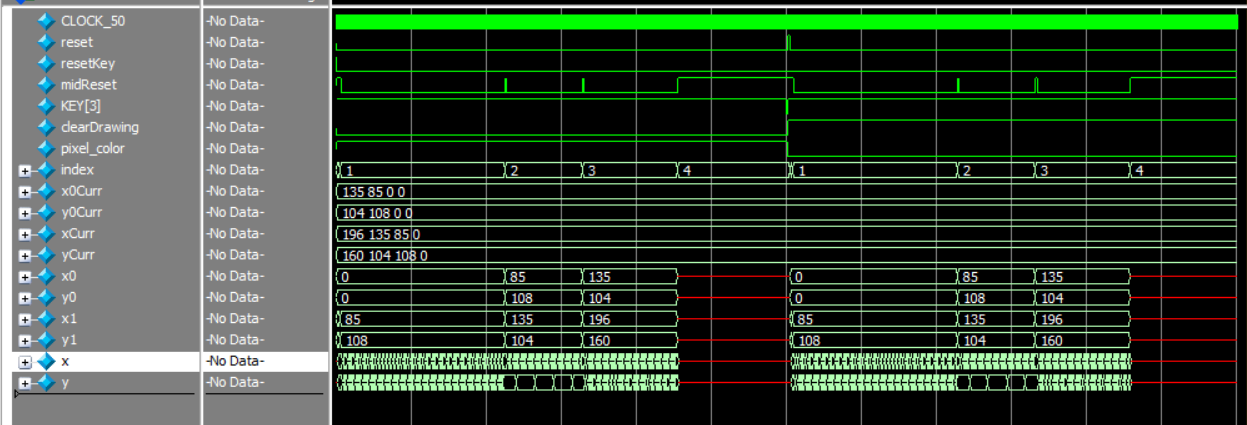 CLOCK_50 -No Data-
reset -No Data-
resetKey -No Data-
midReset -No Data-
KEY[3] -No Data-
clearDrawing -No Data-
pixel_color -No Data-
index -No Data- 1 2 3 4 1 2 3 4
x0Curr -No Data- 135 85 0 0
y0Curr -No Data- 104 108 0 0
xCurr -No Data- 196 135 85 0
yCurr -No Data- 160 104 108 0
x0 -No Data- 0 85 135 0 85 135
y0 -No Data- 0 108 104 0 108 104
x1 -No Data- 85 135 196 85 135 196
y1 -No Data- 108 104 160 108 104 160
x -No Data-
y -No Data-